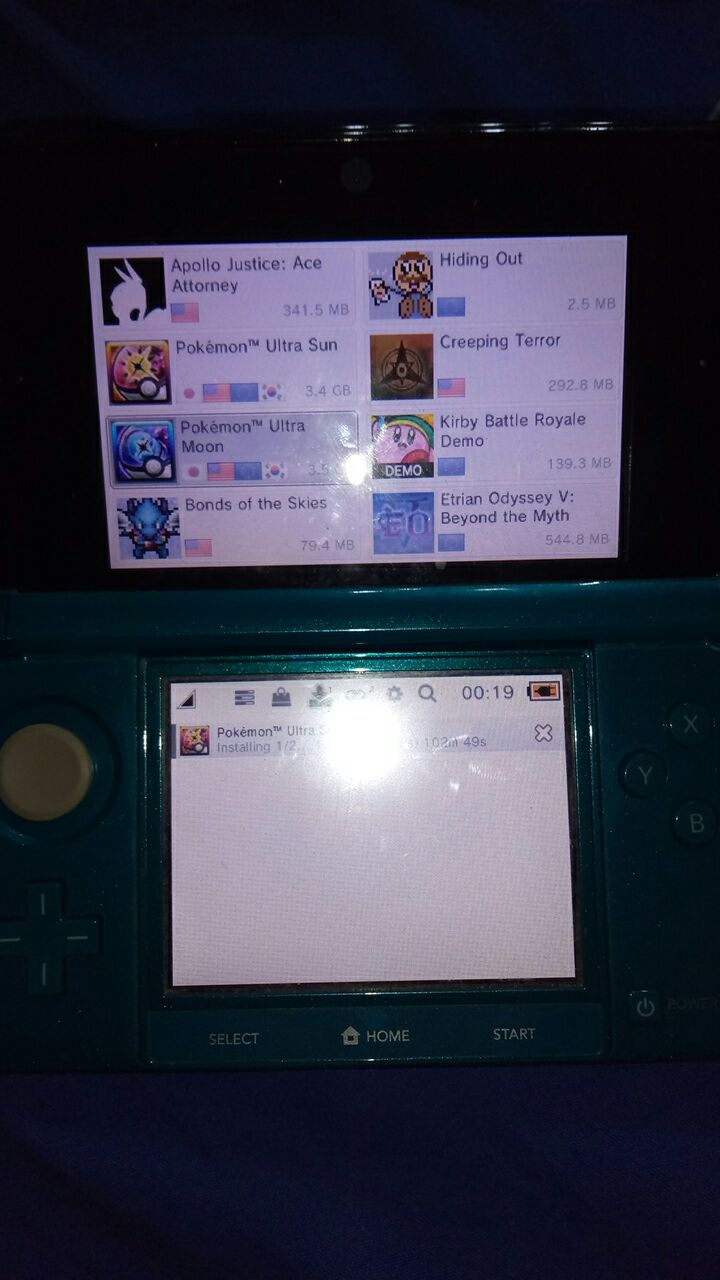 Apollo Justice: Ace
Attorney
341.5 MB
Hiding Out
2.5 MB
Pokémon™ Ultra Sun
3.4 GB
Creeping Terror
292.8 MB
Pokémon™ Ultra
Moon
Kirby Battle Royale
Demo
DEMO
139.3 MB
Bonds of the Skies
79.4 MB
Etrian Odyssey V:
Beyond the Myth
EO
544.8 MB
00:19
Pokémon™ Ultra
Installing 1/2... 102m 49s
X
Y
B
POWER
SELECT
HOME
START